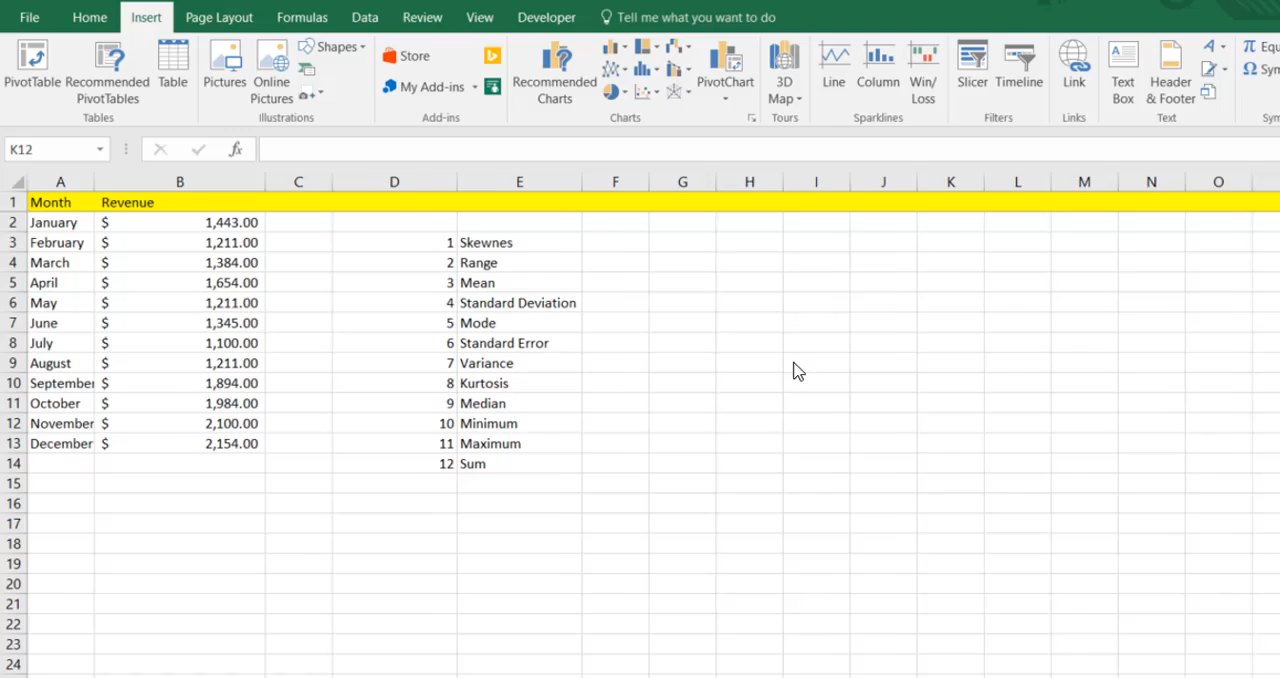 File Home Insert Page Layout Formulas Data Review View Developer Tell me what you want to do
PivotTable Recommended PivotTables Table Pictures Online Pictures Shapes Store My Add-ins Recommended Charts PivotChart 3D Map Line Column Win/Loss Slicer Timeline Link Text Box Header & Footer π Equ Ω Sym
Tables Illustrations Add-ins Charts Tours Sparklines Filters Links Text Sym
K12 fx
A B C D E F G H I J K L M N O
1 Month Revenue
2 January $ 1,443.00
3 February $ 1,211.00 1 Skewnes
4 March $ 1,384.00 2 Range
5 April $ 1,654.00 3 Mean
6 May $ 1,211.00 4 Standard Deviation
7 June $ 1,345.00 5 Mode
8 July $ 1,100.00 6 Standard Error
9 August $ 1,211.00 7 Variance
10 September $ 1,894.00 8 Kurtosis
11 October $ 1,984.00 9 Median
12 November $ 2,100.00 10 Minimum
13 December $ 2,154.00 11 Maximum
14 12 Sum
15
16
17
18
19
20
21
22
23
24